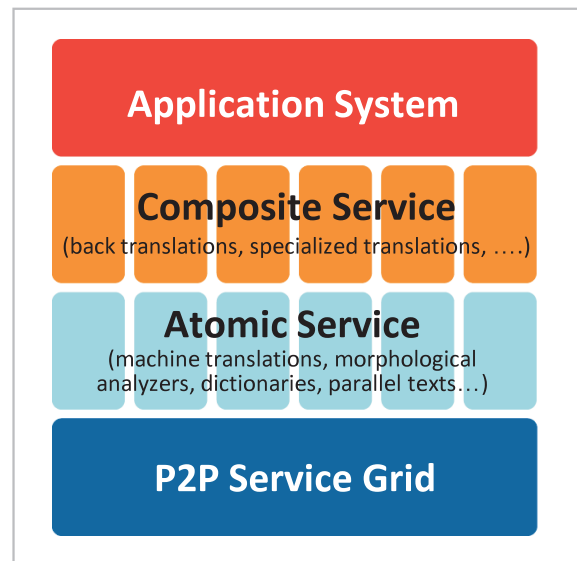 Application System
Composite Service
(back translations, specialized translations, ….)
Atomic Service
(machine translations, morphological
analyzers, dictionaries, parallel texts…)
P2P Service Grid